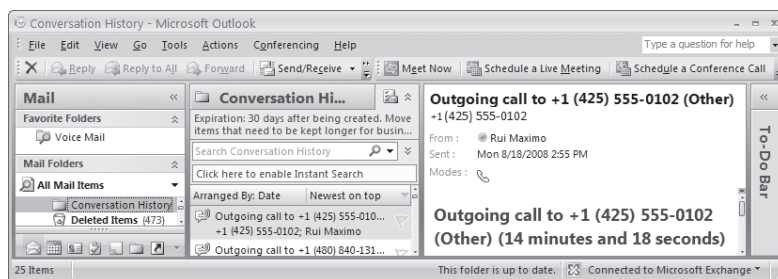 Conversation History - Microsoft Outlook
File Edit View Go Tools Actions Conferencing Help
Type a question for help
Reply Reply to All Forward Send/Receive Meet Now Schedule a Live Meeting Schedule a Conference Call
Mail
Favorite Folders
Voice Mail
Mail Folders
All Mail Items
Conversation History
Deleted Items (473)
Conversation Hi...
Expiration: 30 days after being created. Move
items that need to be kept longer for busin...
Search Conversation History
Click here to enable Instant Search
Arranged By: Date Newest on top
Outgoing call to +1 (425) 555-010...
+1 (425) 555-0102; Rui Maximo
Outgoing call to +1 (480) 840-131...
Outgoing call to +1 (425) 555-0102 (Other)
+1 (425) 555-0102
From : Rui Maximo
Sent : Mon 8/18/2008 2:55 PM
Modes :
Outgoing call to +1 (425) 555-0102
(Other) (14 minutes and 18 seconds)
To-Do Bar
25 Items
This folder is up to date. Connected to Microsoft Exchange